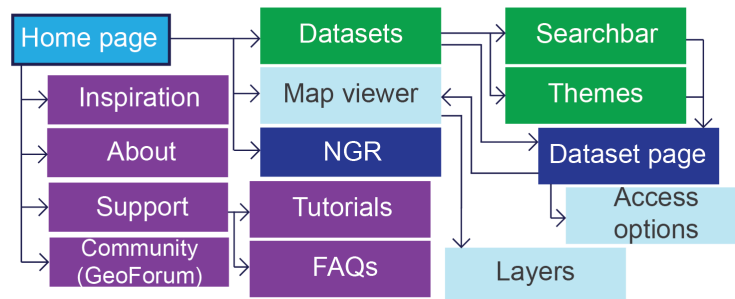 Home page
Datasets
Searchbar
Inspiration
Map viewer
Themes
About
NGR
Dataset page
Support
Tutorials
Access
options
Community
(GeoForum)
FAQs
Layers